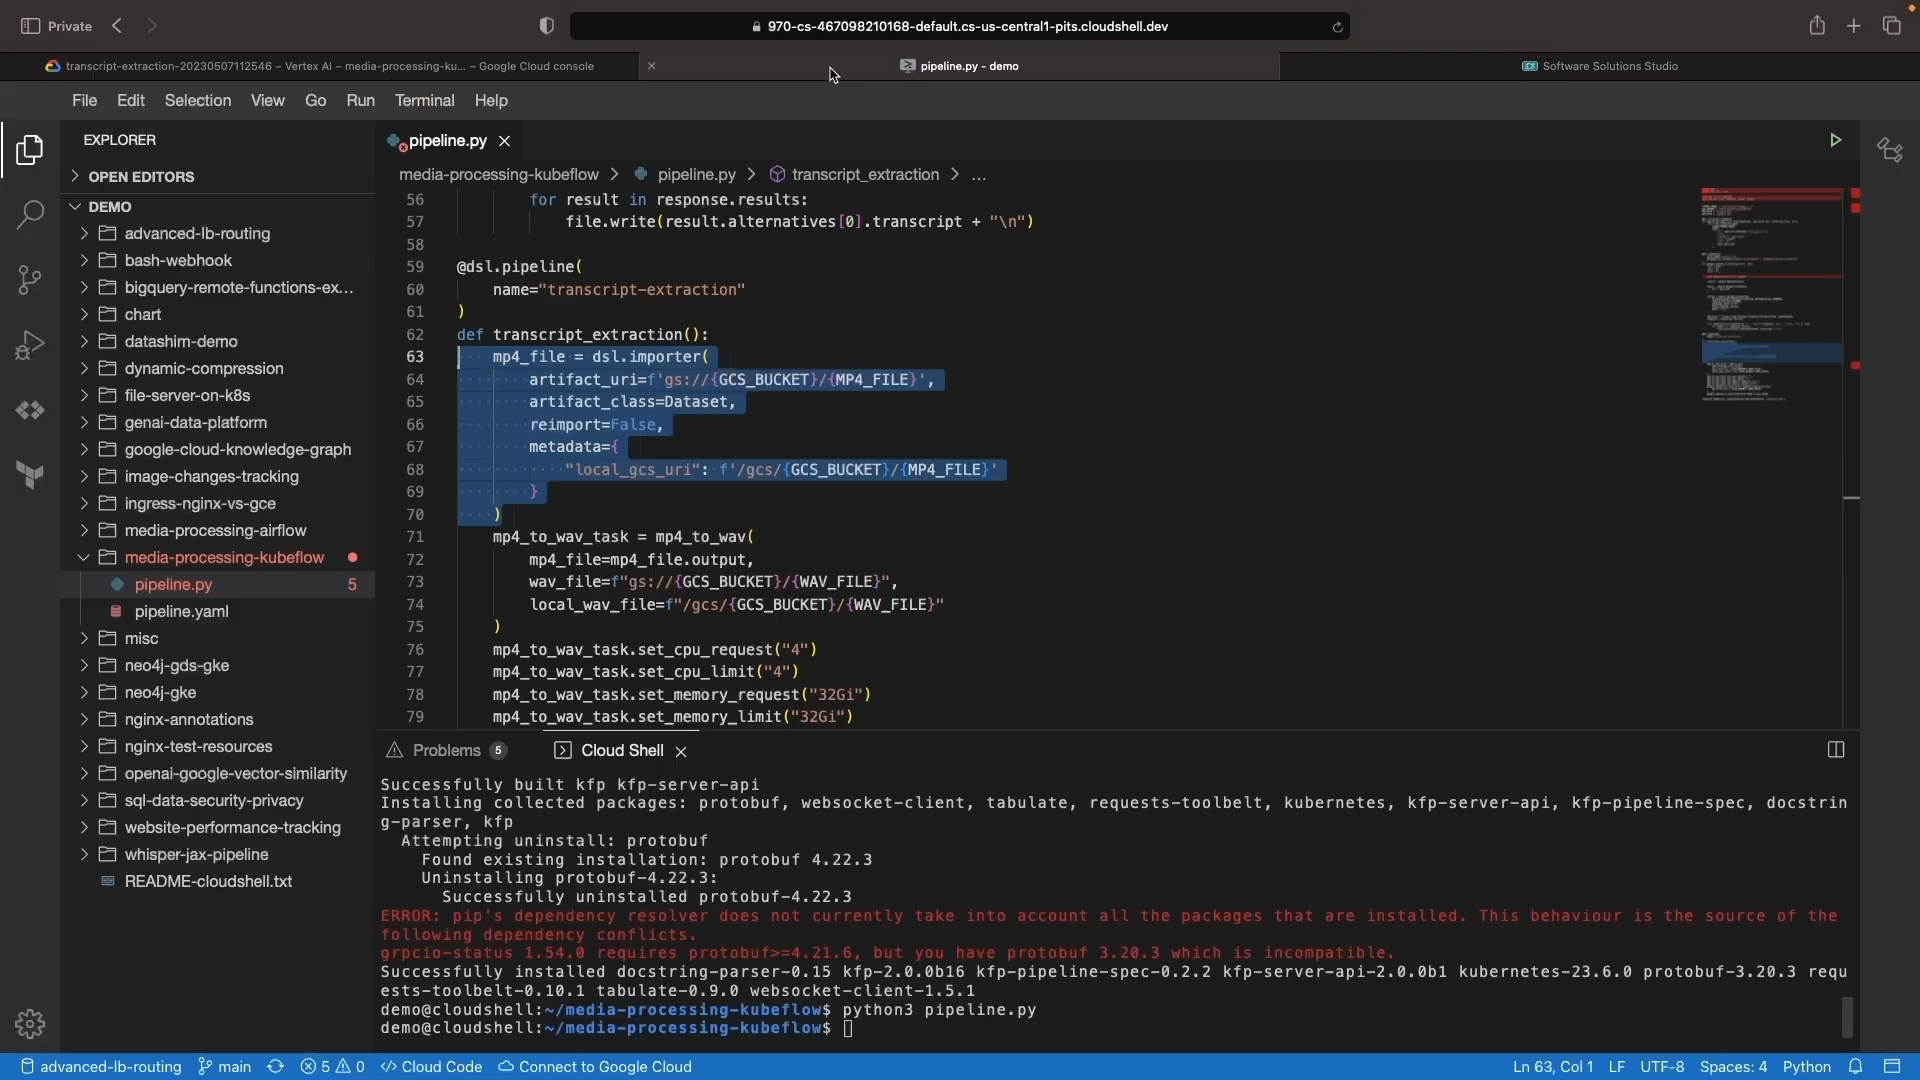 Private
970-cs-467098210168-default.cs-us-central1-pits.cloudshell.dev
transcript-extraction-20230507112546 – Vertex AI – media-processing-ku... – Google Cloud console
pipeline.py - demo
Software Solutions Studio
File Edit Selection View Go Run Terminal Help
EXPLORER
OPEN EDITORS
DEMO
advanced-lb-routing
bash-webhook
bigquery-remote-functions-ex...
chart
datashim-demo
dynamic-compression
file-server-on-k8s
genai-data-platform
google-cloud-knowledge-graph
image-changes-tracking
ingress-nginx-vs-gce
media-processing-airflow
media-processing-kubeflow
pipeline.py 5
pipeline.yaml
misc
neo4j-gds-gke
neo4j-gke
nginx-annotations
nginx-test-resources
openai-google-vector-similarity
sql-data-security-privacy
website-performance-tracking
whisper-jax-pipeline
README-cloudshell.txt
pipeline.py
media-processing-kubeflow > pipeline.py > transcript_extraction > ...
56 for result in response.results:
57 file.write(result.alternatives[0].transcript + "\n")
58
59 @dsl.pipeline(
60 name="transcript-extraction"
61 )
62 def transcript_extraction():
63 mp4_file = dsl.importer(
64 artifact_uri=f'gs://{GCS_BUCKET}/{MP4_FILE}',
65 artifact_class=Dataset,
66 reimport=False,
67 metadata={
68 "local_gcs_uri": f'/gcs/{GCS_BUCKET}/{MP4_FILE}'
69 }
70 )
71 mp4_to_wav_task = mp4_to_wav(
72 mp4_file=mp4_file.output,
73 wav_file=f"gs://{GCS_BUCKET}/{WAV_FILE}",
74 local_wav_file=f"/gcs/{GCS_BUCKET}/{WAV_FILE}"
75 )
76 mp4_to_wav_task.set_cpu_request("4")
77 mp4_to_wav_task.set_cpu_limit("4")
78 mp4_to_wav_task.set_memory_request("32Gi")
79 mp4_to_wav_task.set_memory_limit("32Gi")
Problems 5 Cloud Shell
Successfully built kfp kfp-server-api
Installing collected packages: protobuf, websocket-client, tabulate, requests-toolbelt, kubernetes, kfp-server-api, kfp-pipeline-spec, docstrin
g-parser, kfp
Attempting uninstall: protobuf
Found existing installation: protobuf 4.22.3
Uninstalling protobuf-4.22.3:
Successfully uninstalled protobuf-4.22.3
ERROR: pip's dependency resolver does not currently take into account all the packages that are installed. This behaviour is the source of the
following dependency conflicts.
grpcio-status 1.54.0 requires protobuf>=4.21.6, but you have protobuf 3.20.3 which is incompatible.
Successfully installed docstring-parser-0.15 kfp-2.0.0b16 kfp-pipeline-spec-0.2.2 kfp-server-api-2.0.0b1 kubernetes-23.6.0 protobuf-3.20.3 requ
ests-toolbelt-0.10.1 tabulate-0.9.0 websocket-client-1.5.1
demo@cloudshell:~/media-processing-kubeflow$ python3 pipeline.py
demo@cloudshell:~/media-processing-kubeflow$
advanced-lb-routing main 5 0 Cloud Code Connect to Google Cloud Ln 63, Col 1 LF UTF-8 Spaces: 4 Python